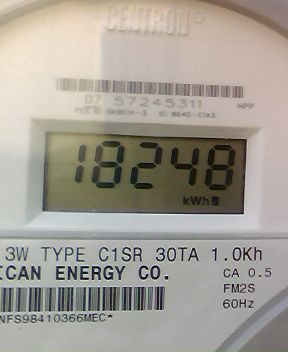 CENTRON®
07 57245311
HPP
18248
kWh
3W TYPE C1SR 30TA 1.0Kh
ICAN ENERGY CO.
CA 0.5
FM2S
60Hz
NFS98410366MEC*